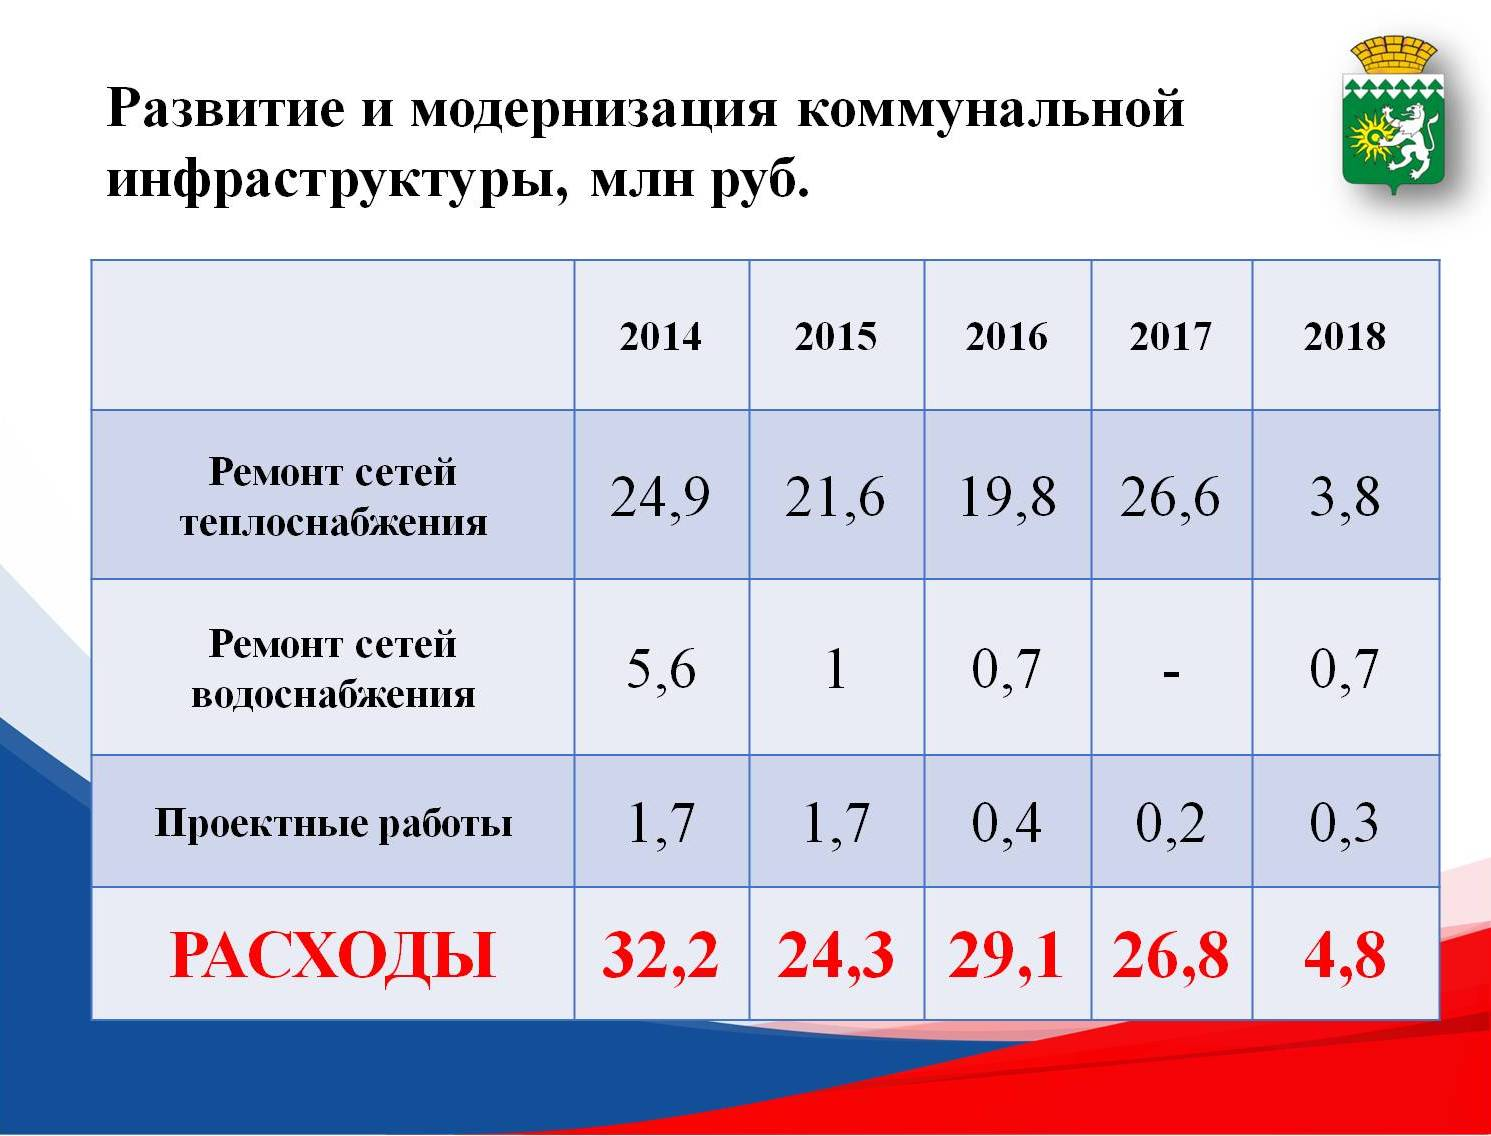 Развитие и модернизация коммунальной
инфраструктуры, млн руб.
2014 2015 2016 2017 2018
Ремонт сетей
теплоснабжения
24,9 21,6 19,8 26,6 3,8
Ремонт сетей
водоснабжения
5,6 1 0,7 - 0,7
Проектные работы 1,7 1,7 0,4 0,2 0,3
РАСХОДЫ 32,2 24,3 29,1 26,8 4,8